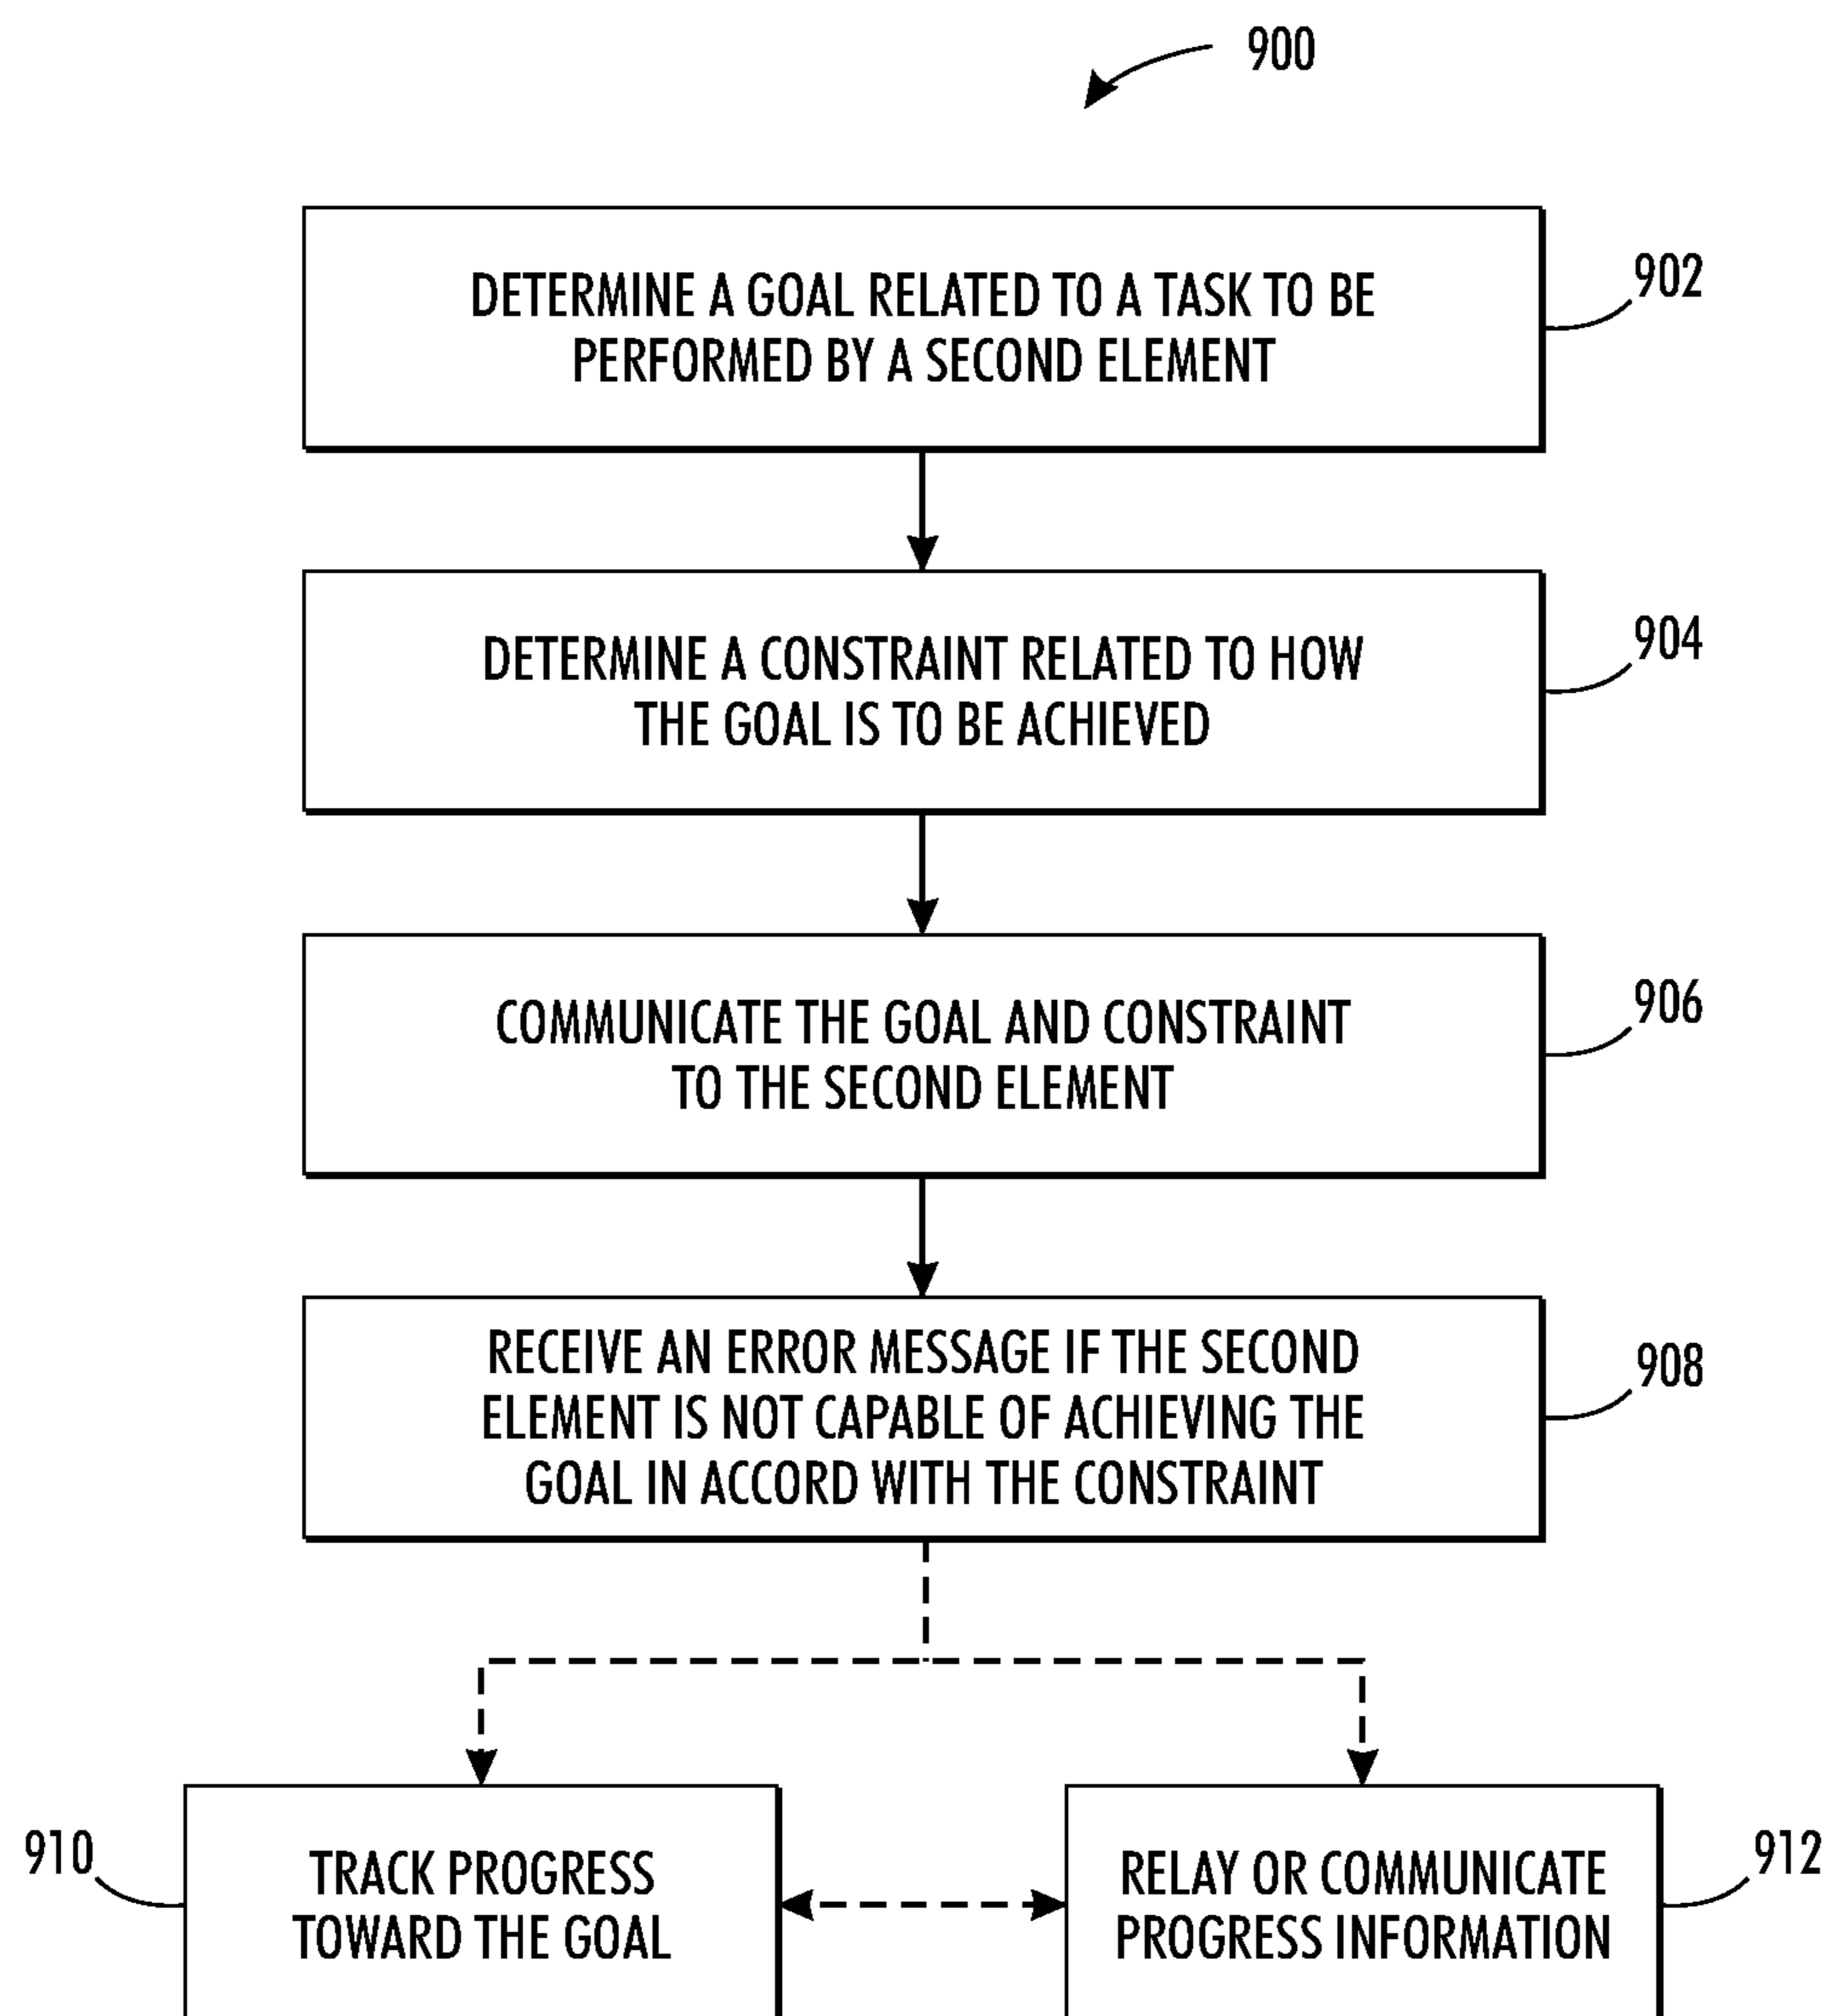 900
DETERMINE A GOAL RELATED TO A TASK TO BE
PERFORMED BY A SECOND ELEMENT
902
DETERMINE A CONSTRAINT RELATED TO HOW
THE GOAL IS TO BE ACHIEVED
904
COMMUNICATE THE GOAL AND CONSTRAINT
TO THE SECOND ELEMENT
906
RECEIVE AN ERROR MESSAGE IF THE SECOND
ELEMENT IS NOT CAPABLE OF ACHIEVING THE
GOAL IN ACCORD WITH THE CONSTRAINT
908
910
TRACK PROGRESS
TOWARD THE GOAL
RELAY OR COMMUNICATE
PROGRESS INFORMATION
912